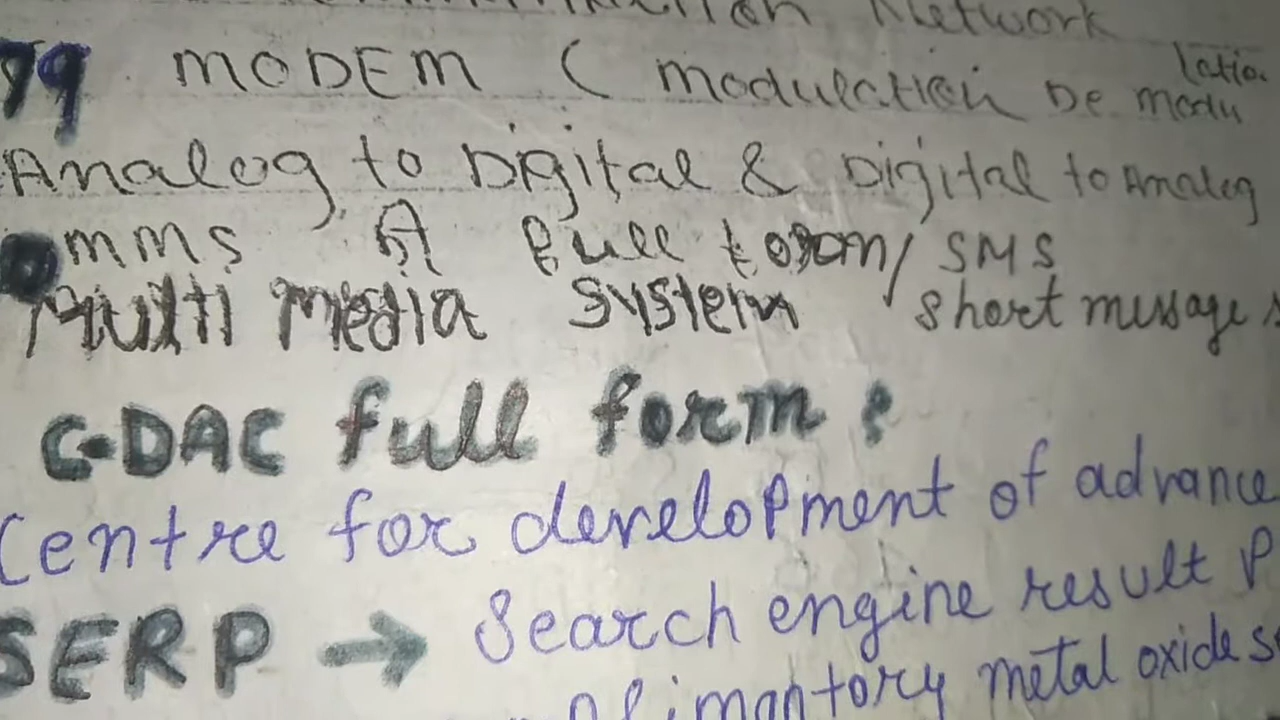 Network
79 MODEM ( modulation De modu
lation
Analog to Digital & Digital to Analog
mms की full form/ SMS
Multi Media System / Short message
C-DAC full form :
Centre for development of advance
SERP → Search engine result P
metal oxide s